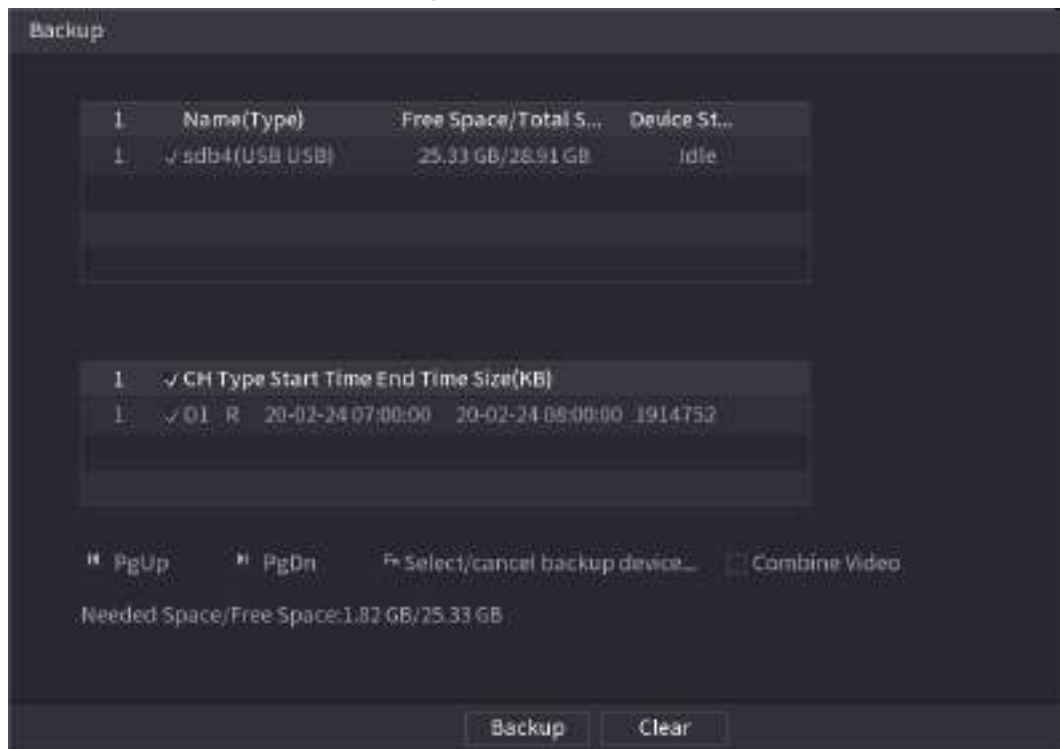 Backup
1 Name(Type) Free Space/Total S... Device St...
1 sdb4(USB USB) 25.33 GB/28.91 GB Idle
1 CH Type Start Time End Time Size(KB)
1 01 R 20-02-24 07:00:00 20-02-24 08:00:00 1914752
PgUp PgDn Fn Select/cancel backup device... Combine Video
Needed Space/Free Space:1.82 GB/25.33 GB
Backup Clear